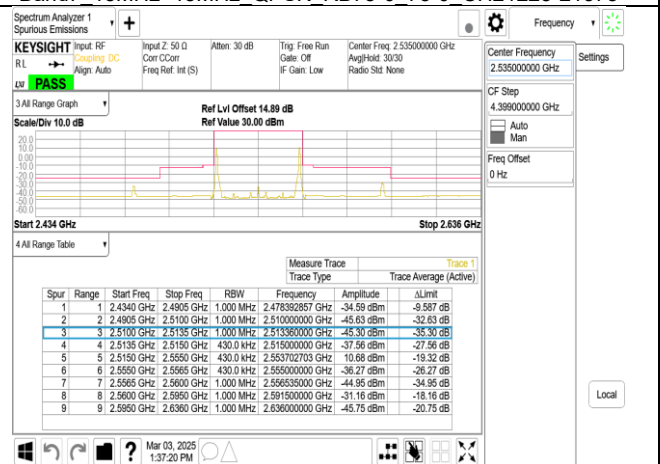 Spectrum Analyzer 1
Spurious Emissions
Frequency
KEYSIGHT
Input: RF
Input Z: 50 Ω
Atten: 30 dB
Trig: Free Run
Center Freq: 2.535000000 GHz
RL
Coupling: DC
Corr CCorr
Gate: Off
Avg|Hold: 30/30
Align: Auto
Freq Ref: Int (S)
IF Gain: Low
Radio Std: None
LXI
PASS
Center Frequency
2.535000000 GHz
Settings
CF Step
4.399000000 GHz
Auto
Man
Freq Offset
0 Hz
3 All Range Graph
Ref Lvl Offset 14.89 dB
Scale/Div 10.0 dB
Ref Value 30.00 dBm
20.0
10.0
0.00
-10.0
-20.0
-30.0
-40.0
-50.0
-60.0
Start 2.434 GHz
Stop 2.636 GHz
4 All Range Table
Measure Trace
Trace 1
Trace Type
Trace Average (Active)
Spur Range Start Freq Stop Freq RBW Frequency Amplitude ΔLimit
1 1 2.4340 GHz 2.4905 GHz 1.000 MHz 2.478392857 GHz -34.59 dBm -9.587 dB
2 2 2.4905 GHz 2.5100 GHz 1.000 MHz 2.510000000 GHz -45.63 dBm -32.63 dB
3 3 2.5100 GHz 2.5135 GHz 1.000 MHz 2.513360000 GHz -45.30 dBm -35.30 dB
4 4 2.5135 GHz 2.5150 GHz 430.0 kHz 2.515000000 GHz -37.56 dBm -27.56 dB
5 5 2.5150 GHz 2.5550 GHz 430.0 kHz 2.553702703 GHz 10.68 dBm -19.32 dB
6 6 2.5550 GHz 2.5565 GHz 430.0 kHz 2.555000000 GHz -36.27 dBm -26.27 dB
7 7 2.5565 GHz 2.5600 GHz 1.000 MHz 2.556535000 GHz -44.95 dBm -34.95 dB
8 8 2.5600 GHz 2.5950 GHz 1.000 MHz 2.591500000 GHz -31.16 dBm -18.16 dB
9 9 2.5950 GHz 2.6360 GHz 1.000 MHz 2.636000000 GHz -45.75 dBm -20.75 dB
Local
Mar 03, 2025
1:37:20 PM